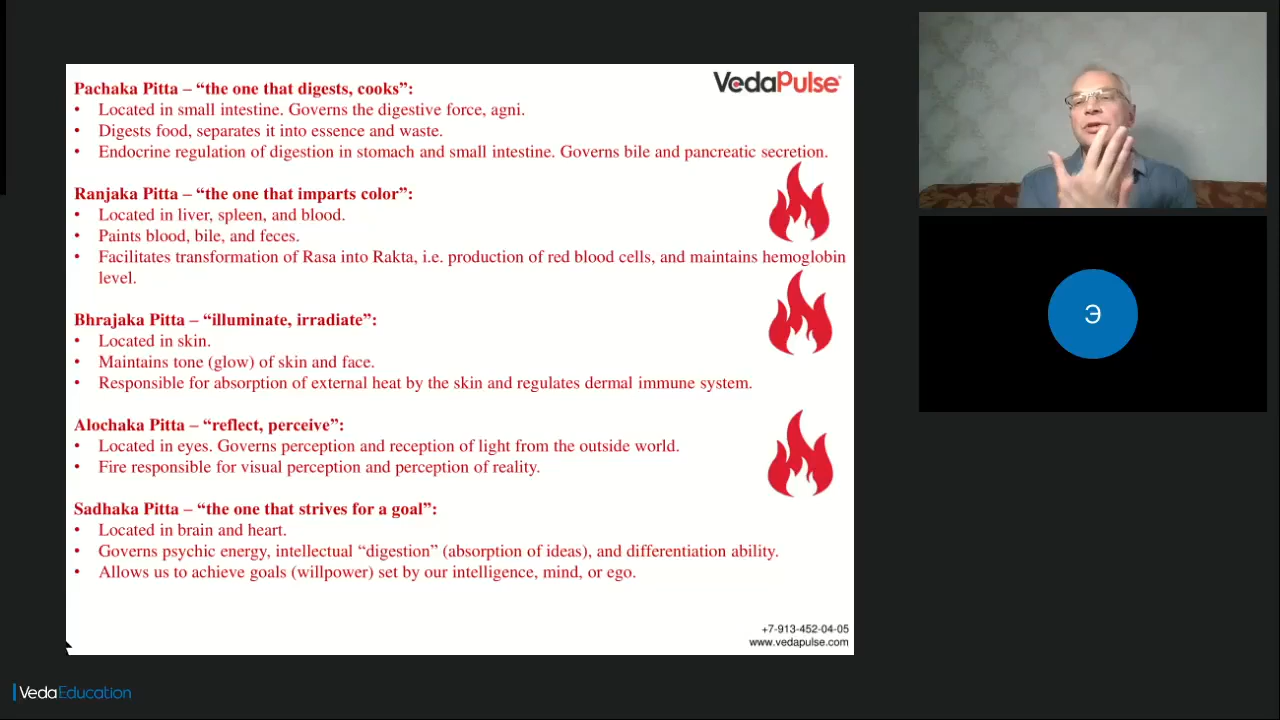 VedaPulse®
Pachaka Pitta – “the one that digests, cooks”:
• Located in small intestine. Governs the digestive force, agni.
• Digests food, separates it into essence and waste.
• Endocrine regulation of digestion in stomach and small intestine. Governs bile and pancreatic secretion.
Ranjaka Pitta – “the one that imparts color”:
• Located in liver, spleen, and blood.
• Paints blood, bile, and feces.
• Facilitates transformation of Rasa into Rakta, i.e. production of red blood cells, and maintains hemoglobin
level.
Bhrajaka Pitta – “illuminate, irradiate”:
• Located in skin.
• Maintains tone (glow) of skin and face.
• Responsible for absorption of external heat by the skin and regulates dermal immune system.
Alochaka Pitta – “reflect, perceive”:
• Located in eyes. Governs perception and reception of light from the outside world.
• Fire responsible for visual perception and perception of reality.
Sadhaka Pitta – “the one that strives for a goal”:
• Located in brain and heart.
• Governs psychic energy, intellectual “digestion” (absorption of ideas), and differentiation ability.
• Allows us to achieve goals (willpower) set by our intelligence, mind, or ego.
+7-913-452-04-05
www.vedapulse.com
Э
VedaEducation